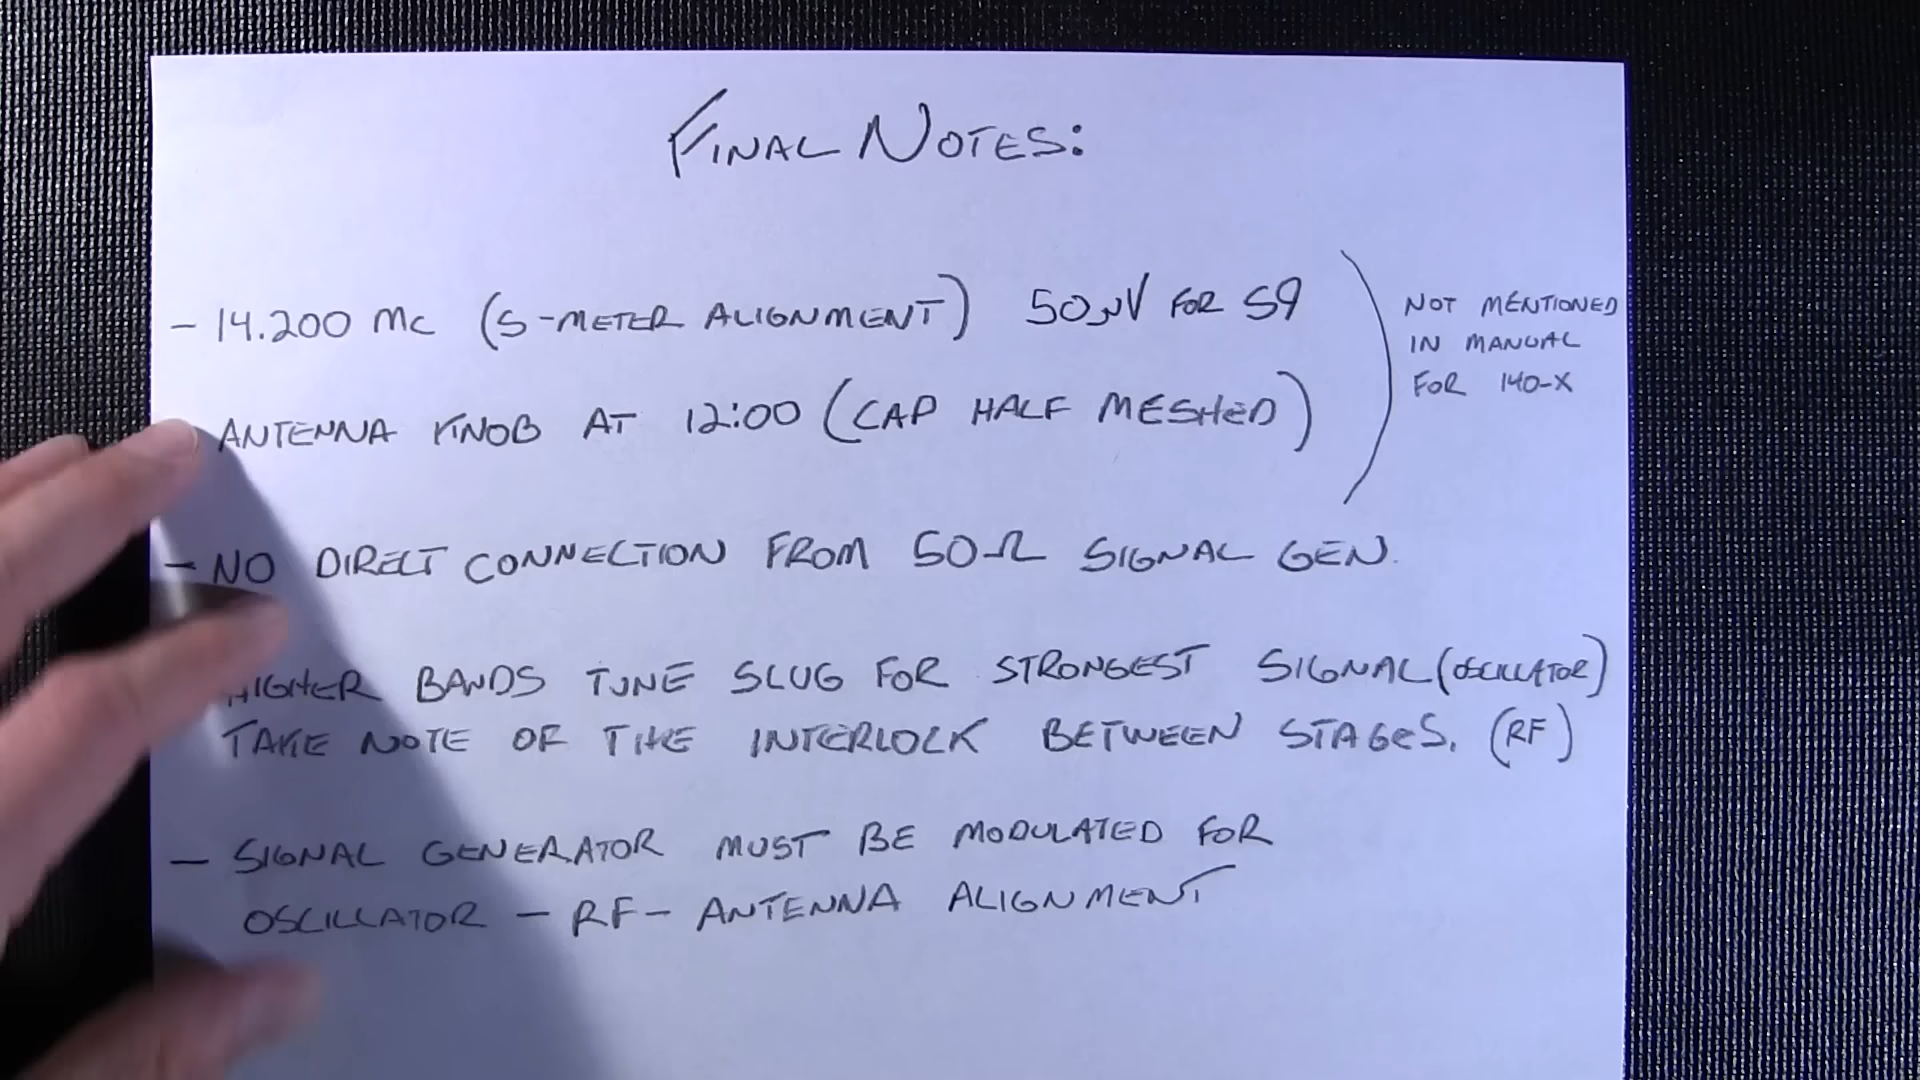 FINAL NOTES:
- 14.200 MC (S-METER ALIGNMENT) 50µV FOR S9
NOT MENTIONED
IN MANUAL
FOR 140-X
ANTENNA KNOB AT 12:00 (CAP HALF MESHED)
- NO DIRECT CONNECTION FROM 50Ω SIGNAL GEN.
HIGHER BANDS TUNE SLUG FOR STRONGEST SIGNAL (OSCILLATOR)
TAKE NOTE OF THE INTERLOCK BETWEEN STAGES. (RF)
- SIGNAL GENERATOR MUST BE MODULATED FOR
OSCILLATOR - RF - ANTENNA ALIGNMENT